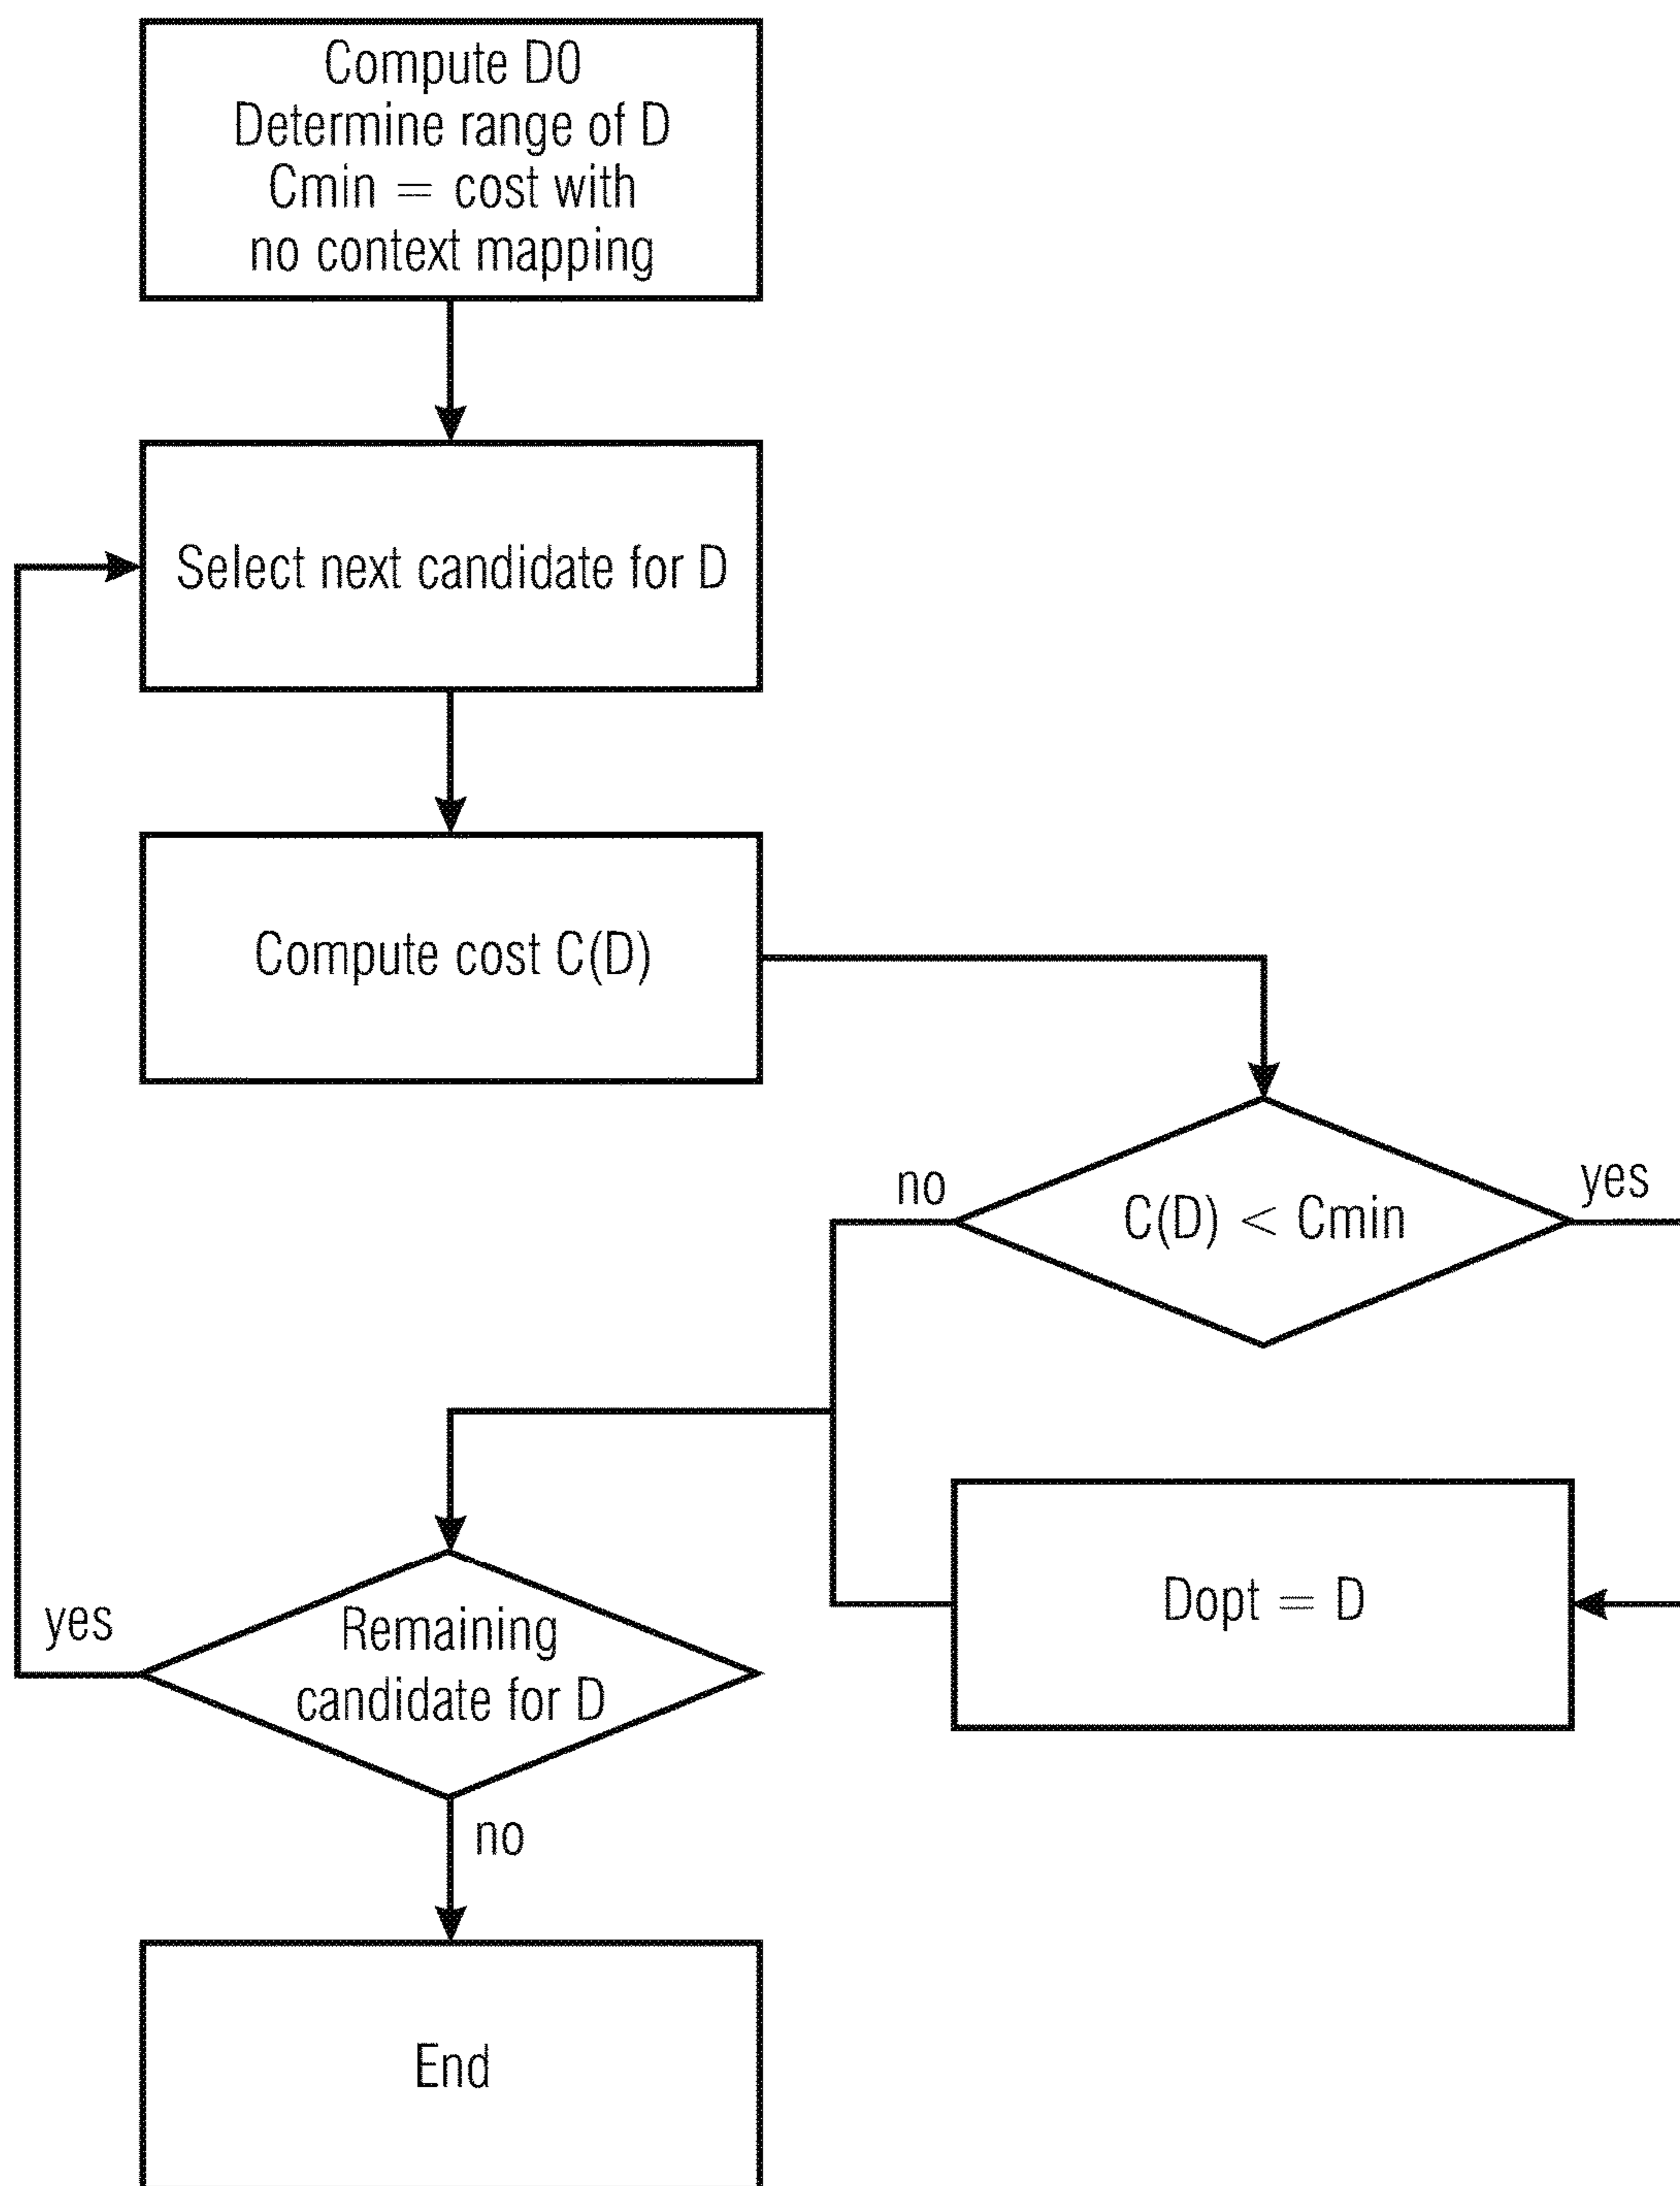 Compute D0
Determine range of D
Cmin = cost with
no context mapping
Select next candidate for D
Compute cost C(D)
no
C(D) < Cmin
yes
Dopt = D
yes
Remaining
candidate for D
no
End